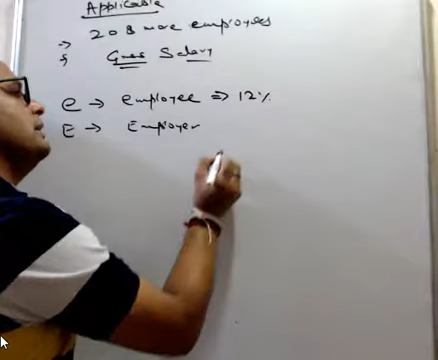 Applicable
→ 20 & more employees
§ Gross Salary
e → employee ⇒ 12%
E → Employer